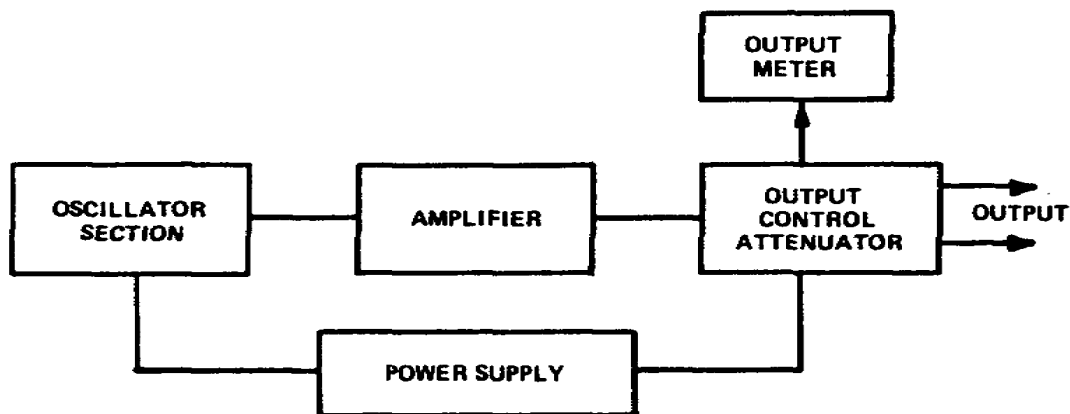 OUTPUT
METER
OSCILLATOR
SECTION
AMPLIFIER
OUTPUT
CONTROL
ATTENUATOR
OUTPUT
POWER SUPPLY